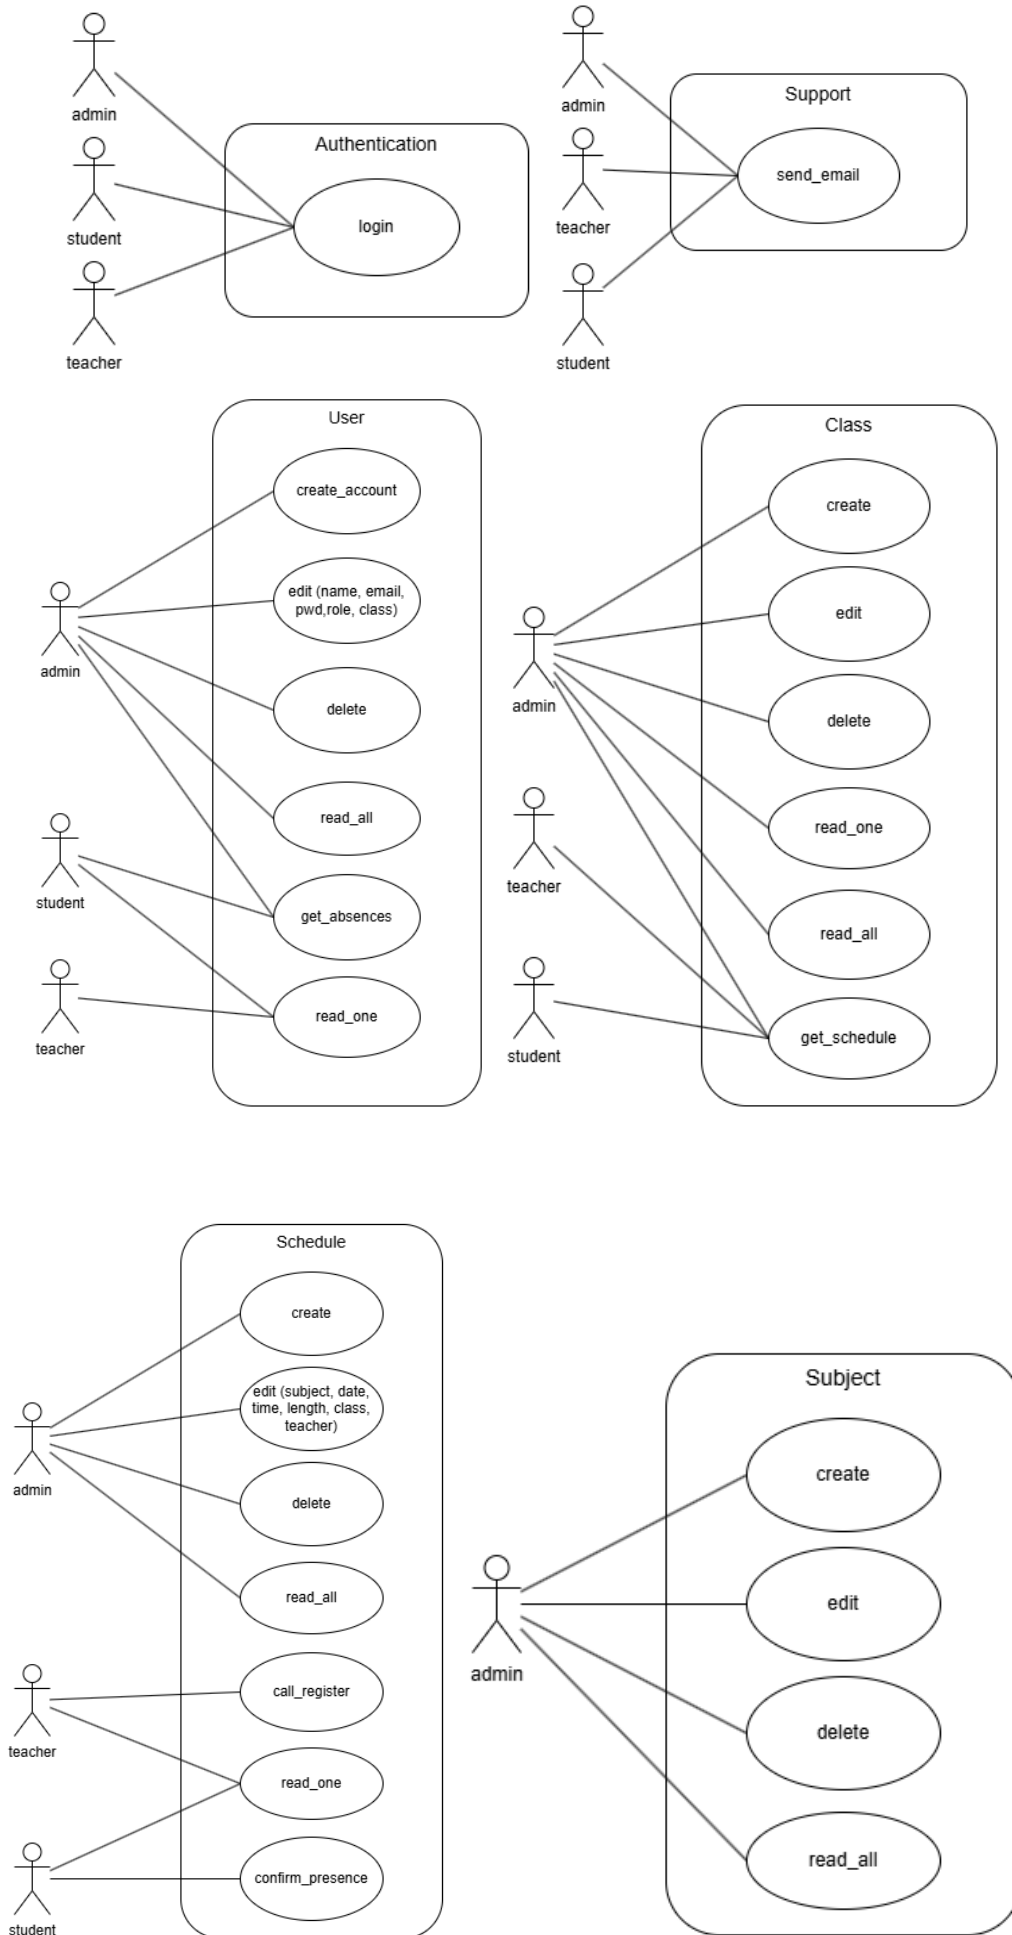 admin
student
teacher
Authentication
login
admin
teacher
student
Support
send_email
User
create_account
edit (name, email,
pwd,role, class)
delete
read_all
get_absences
read_one
admin
student
teacher
Class
create
edit
delete
read_one
read_all
get_schedule
admin
teacher
student
Schedule
create
edit (subject, date,
time, length, class,
teacher)
delete
read_all
call_register
read_one
confirm_presence
admin
teacher
student
Subject
create
edit
delete
read_all
admin